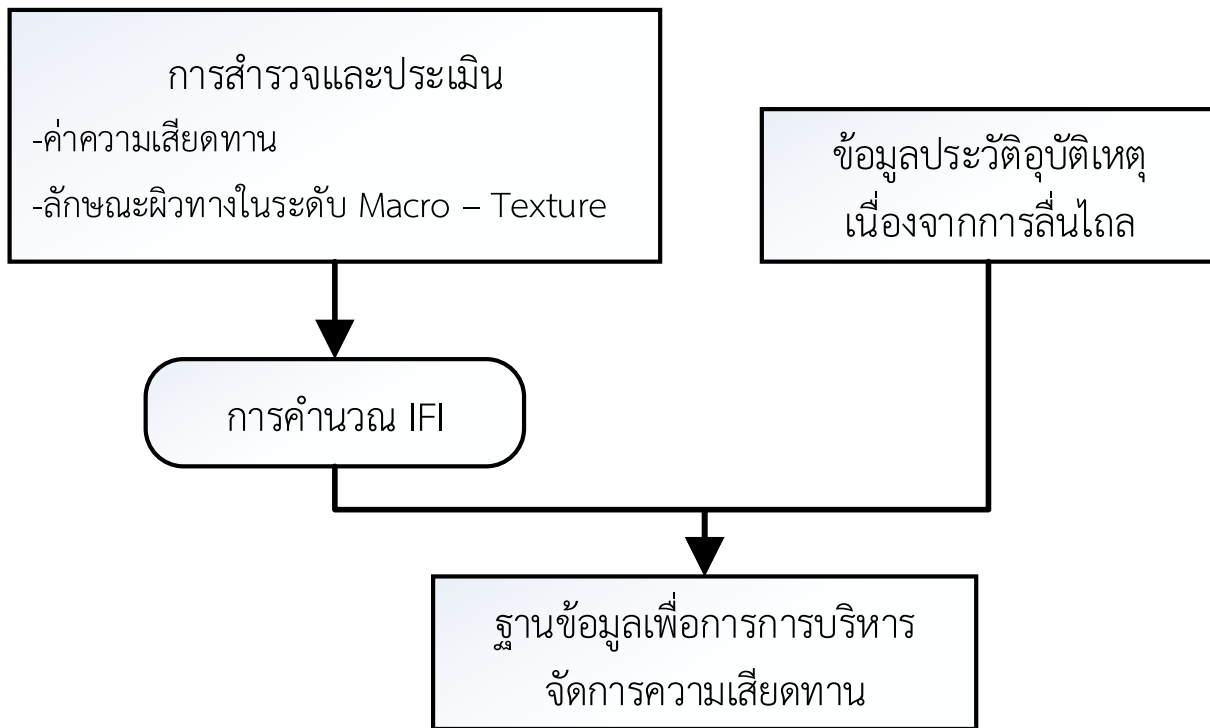 การสำรวจและประเมิน
-ค่าความเสียดทาน
-ลักษณะผิวทางในระดับ Macro – Texture
ข้อมูลประวัติอุบัติเหตุ
เนื่องจากการลื่นไถล
การคำนวณ IFI
ฐานข้อมูลเพื่อการการบริหาร
จัดการความเสียดทาน